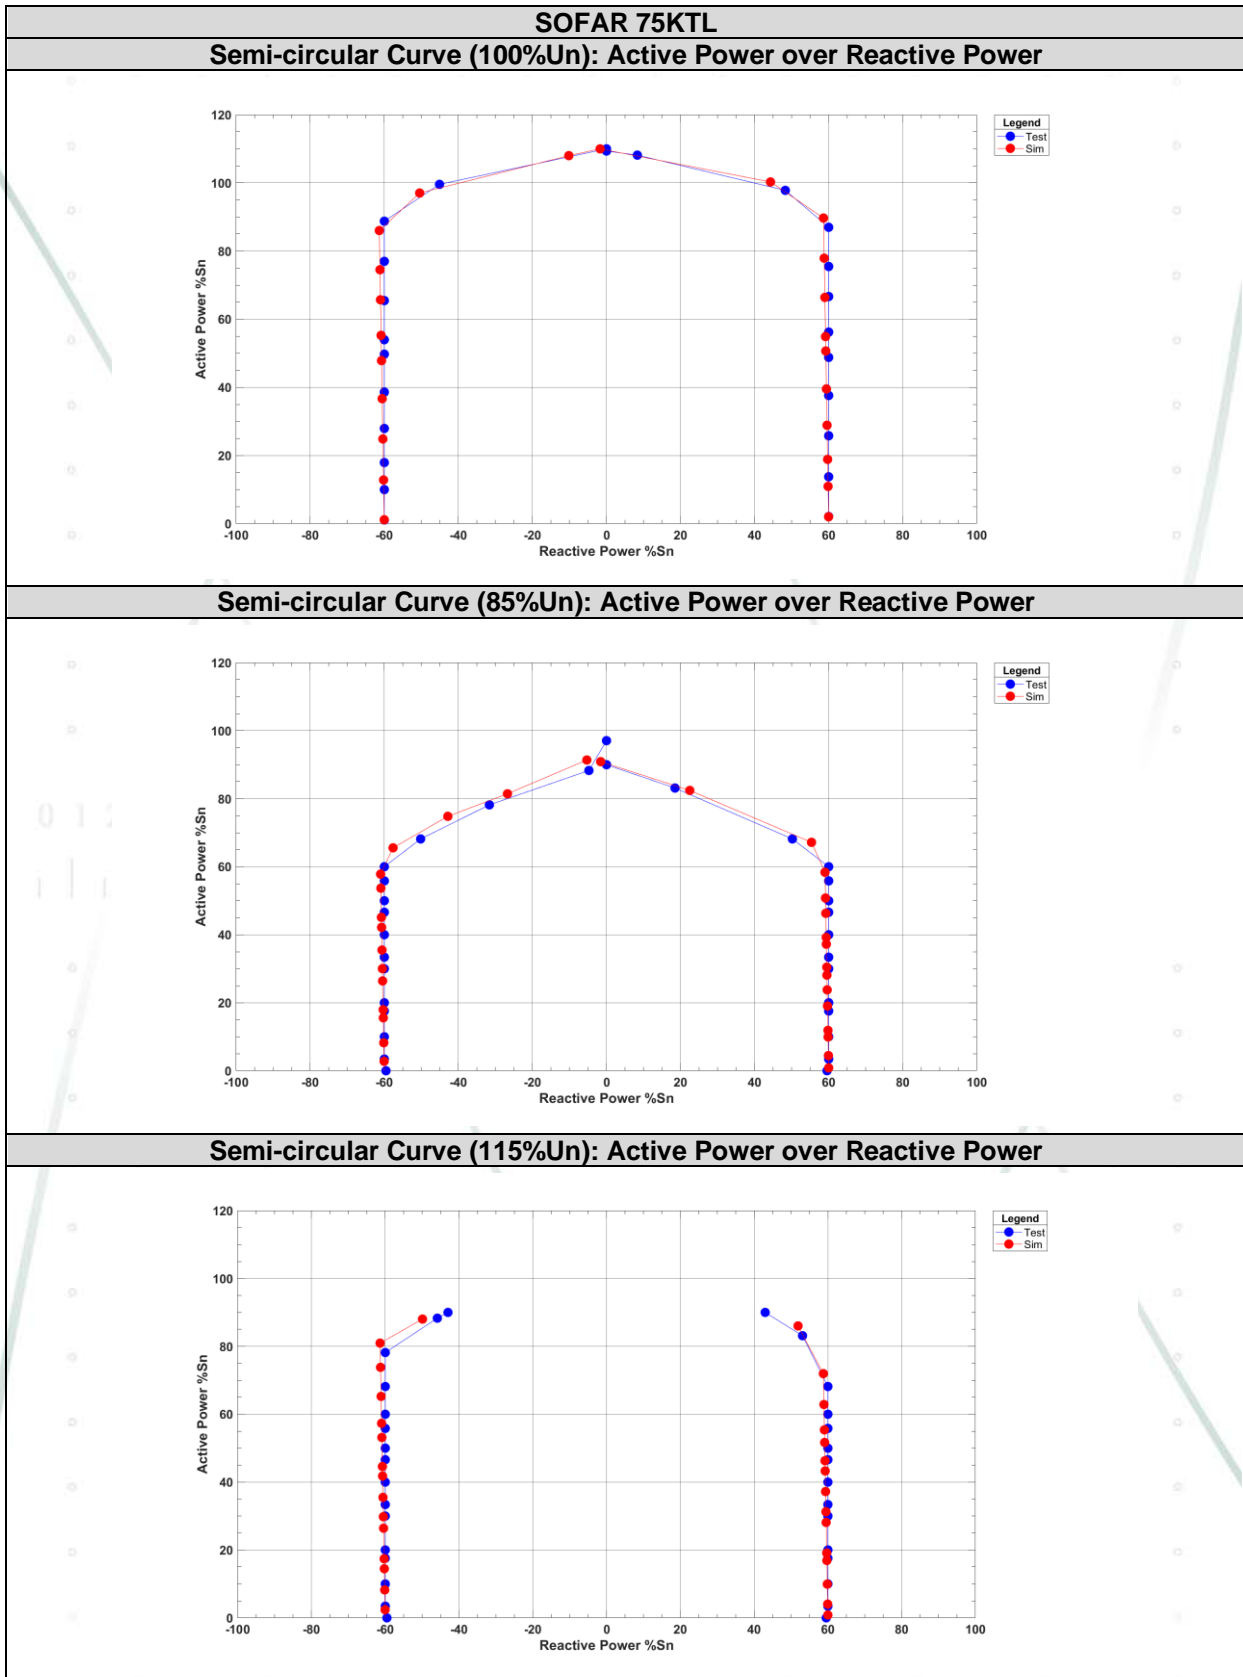 SOFAR 75KTL
Semi-circular Curve (100%Un): Active Power over Reactive Power
120
100
80
60
40
20
0
Active Power %Sn
-100 -80 -60 -40 -20 0 20 40 60 80 100
Reactive Power %Sn
Legend
Test
Sim
Semi-circular Curve (85%Un): Active Power over Reactive Power
120
100
80
60
40
20
0
Active Power %Sn
-100 -80 -60 -40 -20 0 20 40 60 80 100
Reactive Power %Sn
Legend
Test
Sim
0 1 2
Semi-circular Curve (115%Un): Active Power over Reactive Power
120
100
80
60
40
20
0
Active Power %Sn
-100 -80 -60 -40 -20 0 20 40 60 80 100
Reactive Power %Sn
Legend
Test
Sim